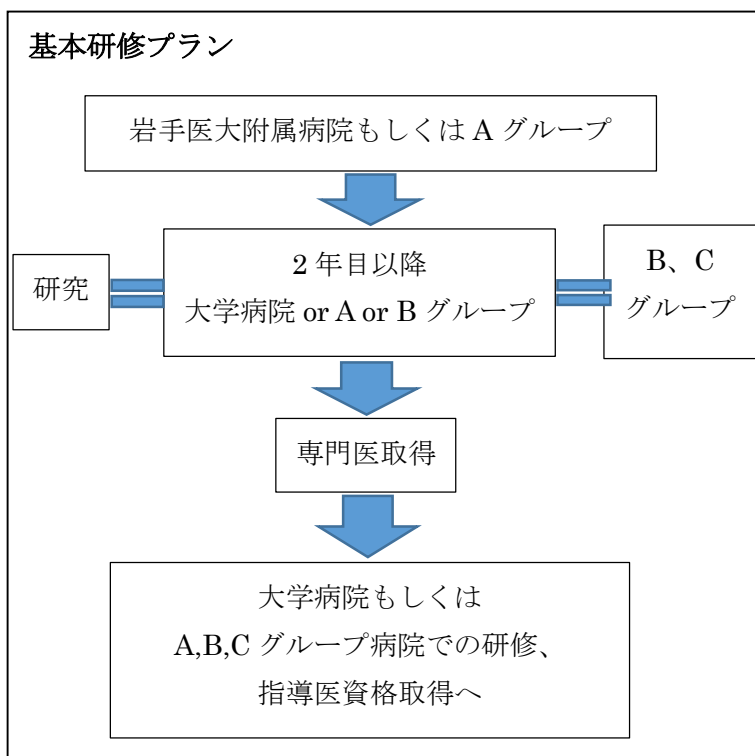 基本研修プラン
岩手医大附属病院もしくは A グループ
研究
2 年目以降
大学病院 or A or B グループ
B、C
グループ
専門医取得
大学病院もしくは
A,B,C グループ病院での研修、
指導医資格取得へ